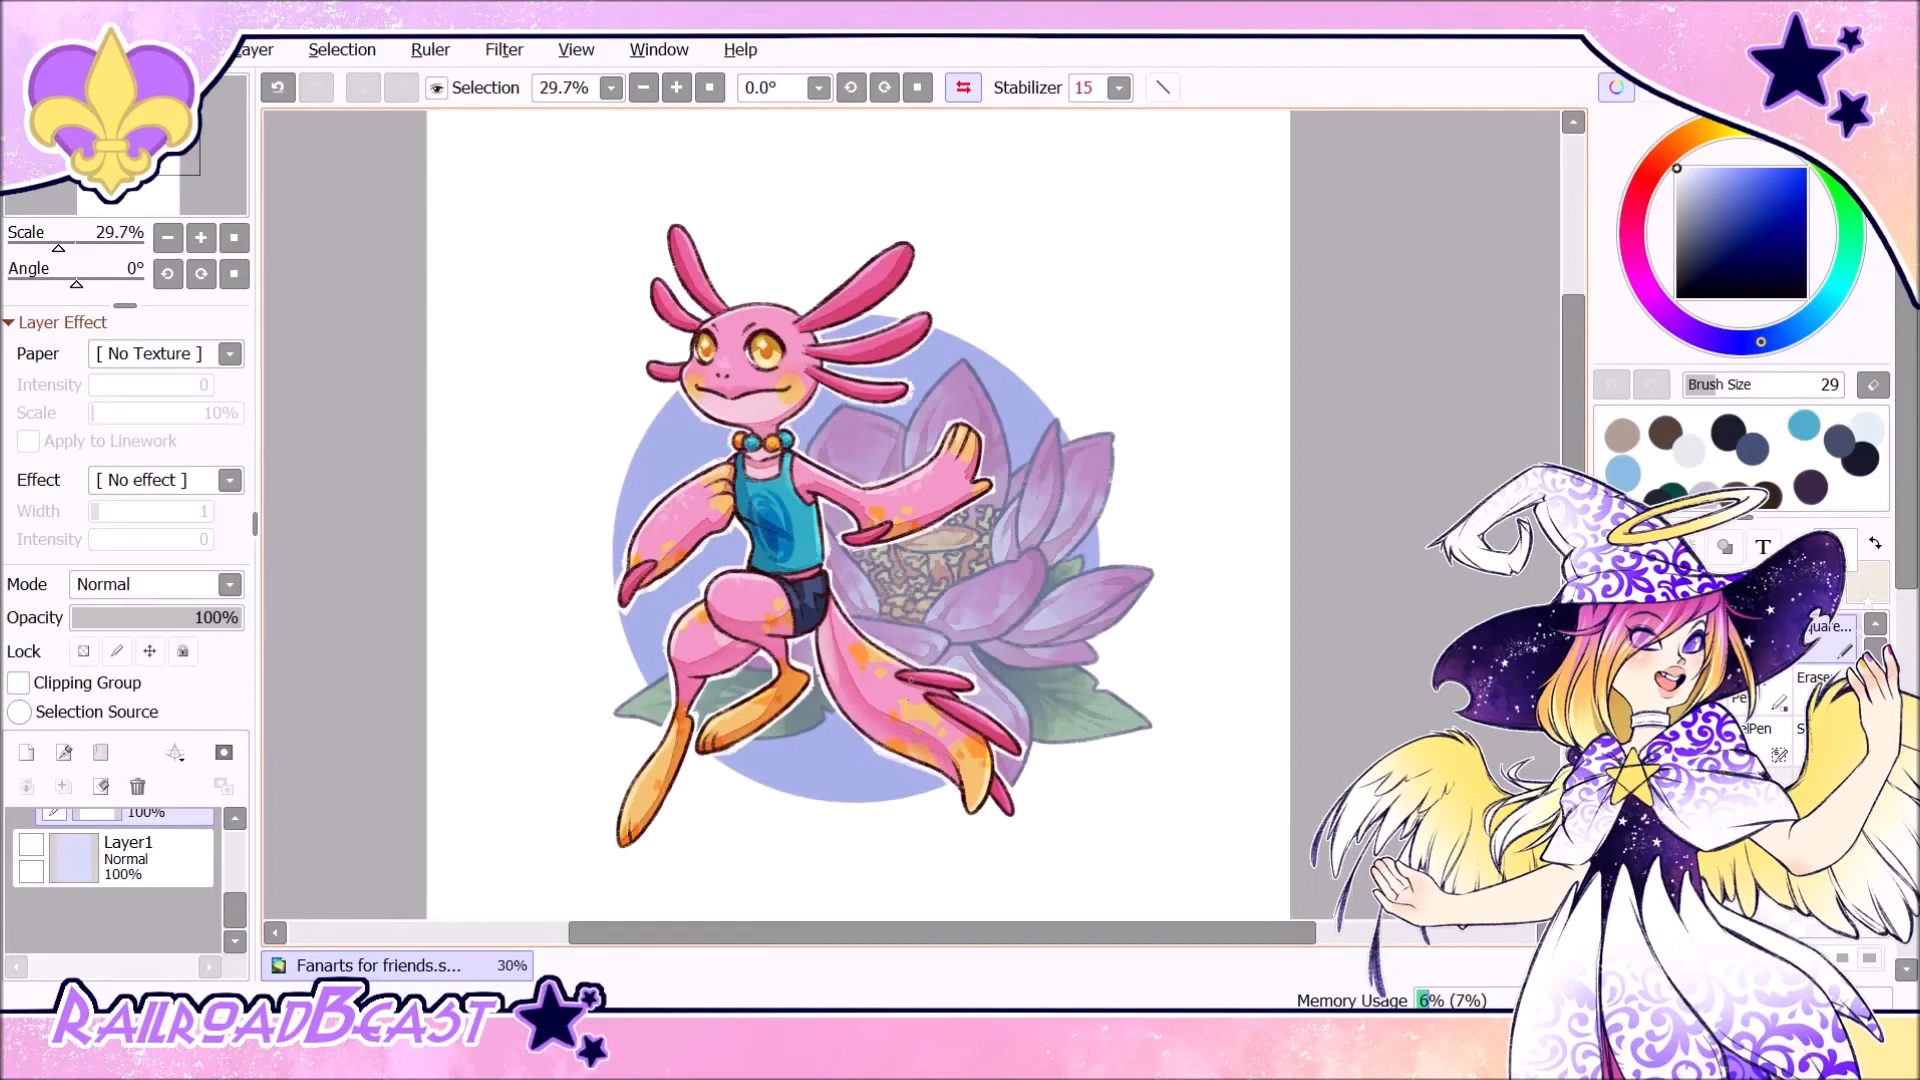 ayer Selection Ruler Filter View Window Help
Selection 29.7% 0.0° Stabilizer 15
Scale 29.7%
Angle 0°
Layer Effect
Paper [ No Texture ]
Intensity 0
Scale 10%
Apply to Linework
Effect [ No effect ]
Width 1
Intensity 0
Mode Normal
Opacity 100%
Lock
Clipping Group
Selection Source
100%
Layer1
Normal
100%
Brush Size 29
T
quare...
Erase
Pe
elPen S
Fanarts for friends.s... 30%
Memory Usage 6% (7%)
RailroadBeast